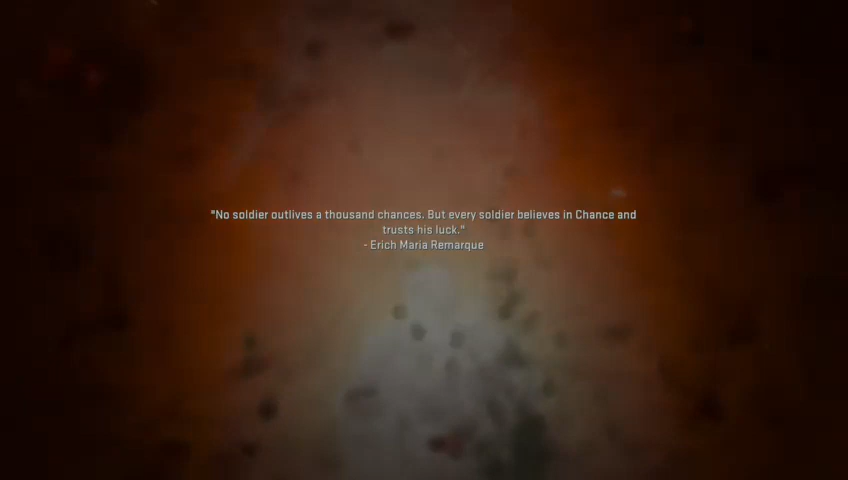 "No soldier outlives a thousand chances. But every soldier believes in Chance and
trusts his luck."
- Erich Maria Remarque